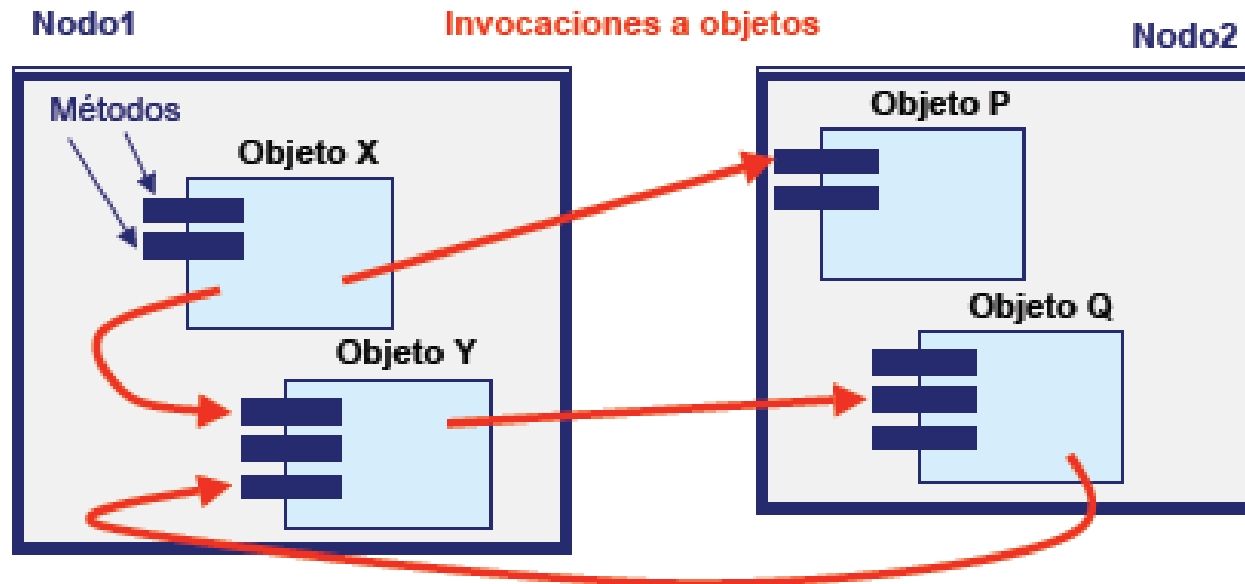 Nodo1
Invocaciones a objetos
Nodo2
Métodos
Objeto X
Objeto P
Objeto Y
Objeto Q